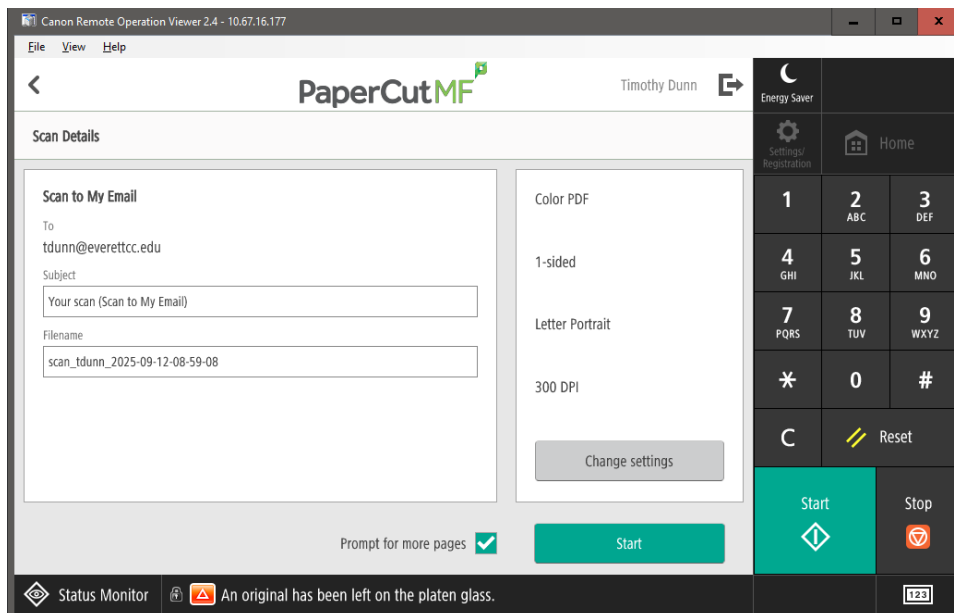 Canon Remote Operation Viewer 2.4 - 10.67.16.177
File View Help
PaperCutMF
Timothy Dunn
Scan Details
Scan to My Email
To
tdunn@everettcc.edu
Subject
Your scan (Scan to My Email)
Filename
scan_tdunn_2025-09-12-08-59-08
Color PDF
1-sided
Letter Portrait
300 DPI
Change settings
Prompt for more pages
Start
Energy Saver
Settings/
Registration
Home
1 2 3
ABC DEF
4 5 6
GHI JKL MNO
7 8 9
PQRS TUV WXYZ
* 0 #
C Reset
Start Stop
Status Monitor An original has been left on the platen glass.
123